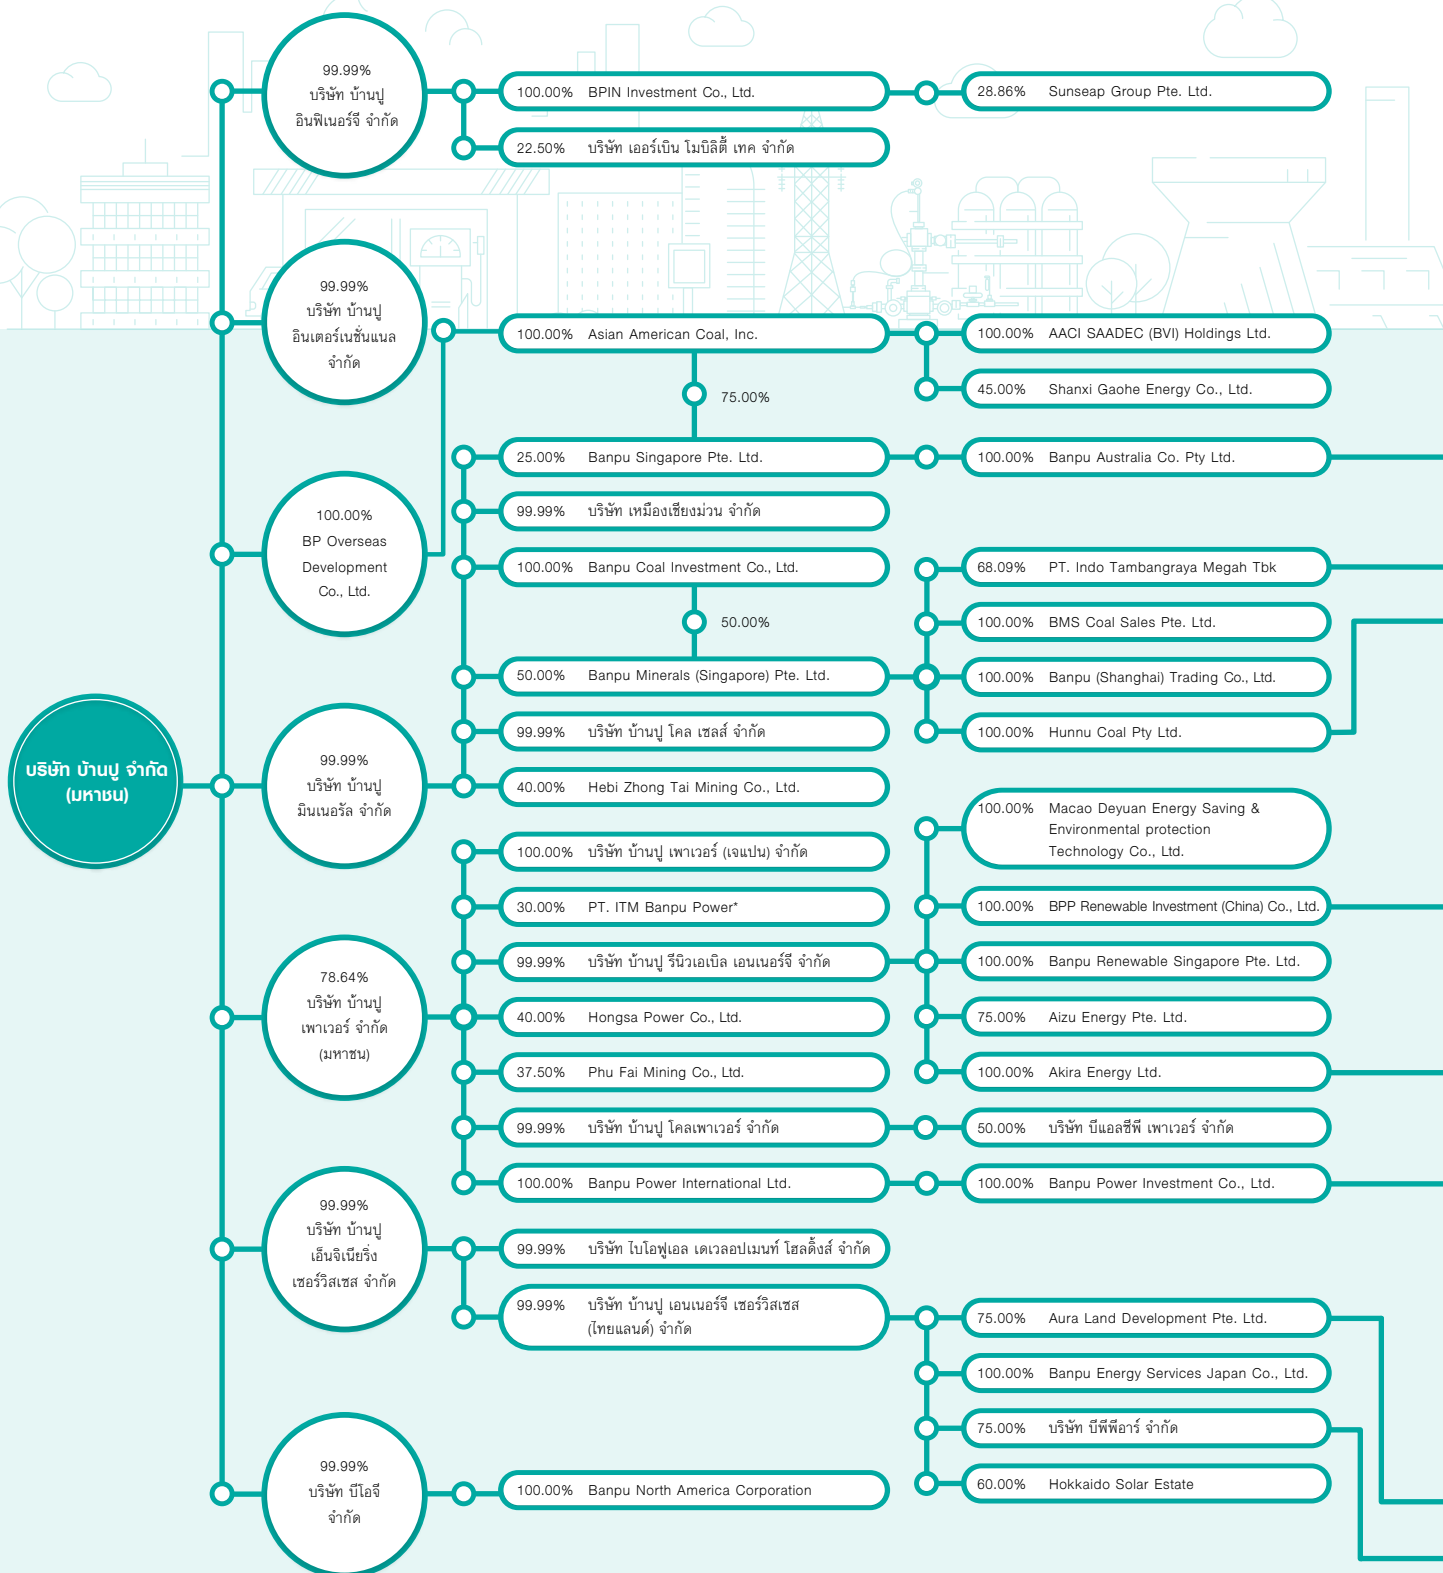 บริษัท บ้านปู จำกัด
(มหาชน)
99.99%
บริษัท บ้านปู
อินฟิเนอร์จี จำกัด
100.00% BPIN Investment Co., Ltd.
28.86% Sunseap Group Pte. Ltd.
22.50% บริษัท เออร์เบิน โมบิลิตี้ เทค จำกัด
99.99%
บริษัท บ้านปู
อินเตอร์เนชั่นแนล
จำกัด
100.00%
BP Overseas
Development
Co., Ltd.
100.00% Asian American Coal, Inc.
100.00% AACI SAADEC (BVI) Holdings Ltd.
45.00% Shanxi Gaohe Energy Co., Ltd.
75.00%
99.99%
บริษัท บ้านปู
มินเนอรัล จำกัด
25.00% Banpu Singapore Pte. Ltd.
100.00% Banpu Australia Co. Pty Ltd.
99.99% บริษัท เหมืองเชียงม่วน จำกัด
100.00% Banpu Coal Investment Co., Ltd.
50.00%
50.00% Banpu Minerals (Singapore) Pte. Ltd.
68.09% PT. Indo Tambangraya Megah Tbk
100.00% BMS Coal Sales Pte. Ltd.
100.00% Banpu (Shanghai) Trading Co., Ltd.
100.00% Hunnu Coal Pty Ltd.
99.99% บริษัท บ้านปู โคล เซลส์ จำกัด
40.00% Hebi Zhong Tai Mining Co., Ltd.
78.64%
บริษัท บ้านปู
เพาเวอร์ จำกัด
(มหาชน)
100.00% บริษัท บ้านปู เพาเวอร์ (เจแปน) จำกัด
30.00% PT. ITM Banpu Power*
99.99% บริษัท บ้านปู รีนิวเอเบิล เอนเนอร์จี จำกัด
100.00% Macao Deyuan Energy Saving &
Environmental protection
Technology Co., Ltd.
100.00% BPP Renewable Investment (China) Co., Ltd.
100.00% Banpu Renewable Singapore Pte. Ltd.
75.00% Aizu Energy Pte. Ltd.
100.00% Akira Energy Ltd.
40.00% Hongsa Power Co., Ltd.
37.50% Phu Fai Mining Co., Ltd.
99.99% บริษัท บ้านปู โคลเพาเวอร์ จำกัด
50.00% บริษัท บีแอลซีพี เพาเวอร์ จำกัด
100.00% Banpu Power International Ltd.
100.00% Banpu Power Investment Co., Ltd.
99.99%
บริษัท บ้านปู
เอ็นจิเนียริ่ง
เซอร์วิสเซส จำกัด
99.99% บริษัท ไบโอฟูเอล เดเวลอปเมนท์ โฮลดิ้งส์ จำกัด
99.99% บริษัท บ้านปู เอนเนอร์จี เซอร์วิสเซส
(ไทยแลนด์) จำกัด
75.00% Aura Land Development Pte. Ltd.
100.00% Banpu Energy Services Japan Co., Ltd.
75.00% บริษัท บีพีพีอาร์ จำกัด
60.00% Hokkaido Solar Estate
99.99%
บริษัท บีโอจี
จำกัด
100.00% Banpu North America Corporation